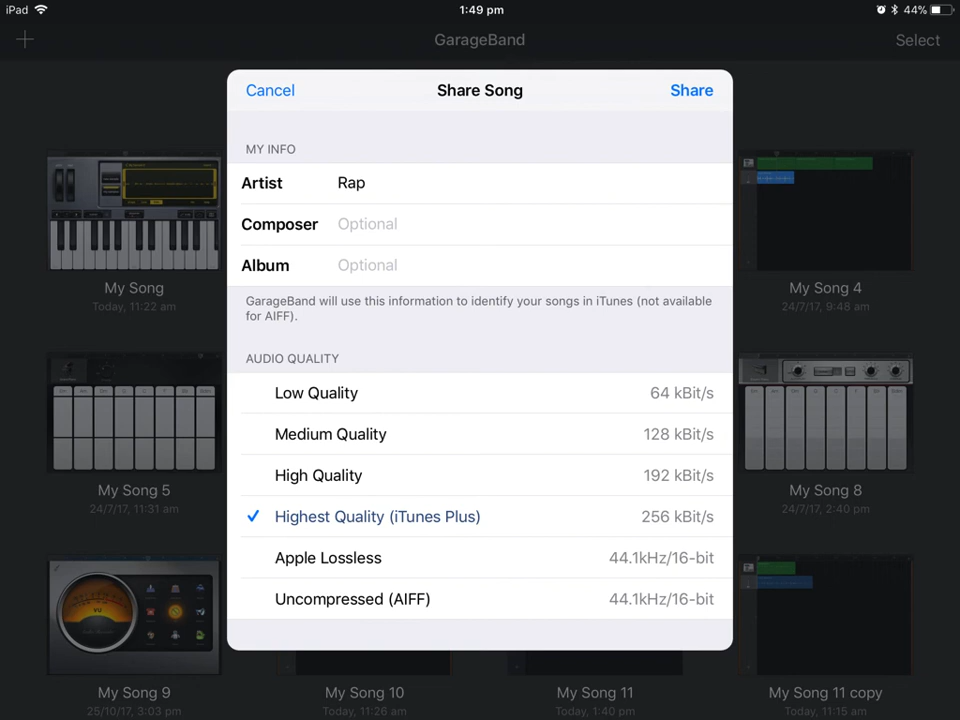 iPad 1:49 pm 44%
GarageBand Select
Cancel Share Song Share
MY INFO
Artist Rap
Composer Optional
Album Optional
GarageBand will use this information to identify your songs in iTunes (not available
for AIFF).
AUDIO QUALITY
Low Quality 64 kBit/s
Medium Quality 128 kBit/s
High Quality 192 kBit/s
Highest Quality (iTunes Plus) 256 kBit/s
Apple Lossless 44.1kHz/16-bit
Uncompressed (AIFF) 44.1kHz/16-bit
My Song
Today, 11:22 am
My Song 4
24/7/17, 9:48 am
My Song 5
24/7/17, 11:31 am
My Song 8
24/7/17, 2:40 pm
My Song 9
25/10/17, 3:03 pm
My Song 10
Today, 11:26 am
My Song 11
Today, 1:40 pm
My Song 11 copy
Today, 11:15 am